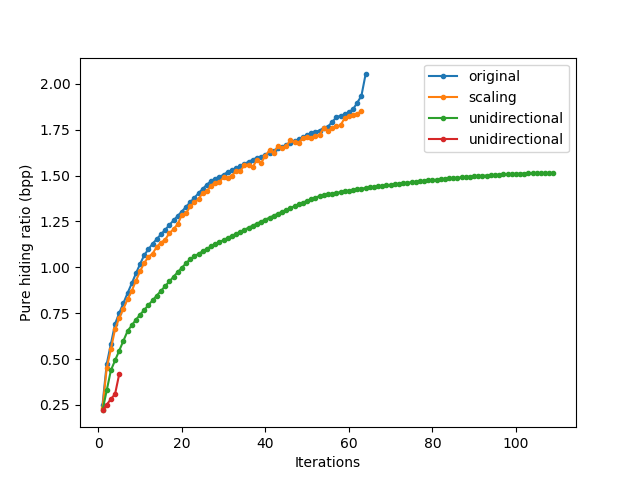 original
scaling
unidirectional
unidirectional
2.00
1.75
1.50
1.25
1.00
0.75
0.50
0.25
Pure hiding ratio (bpp)
0 20 40 60 80 100
Iterations